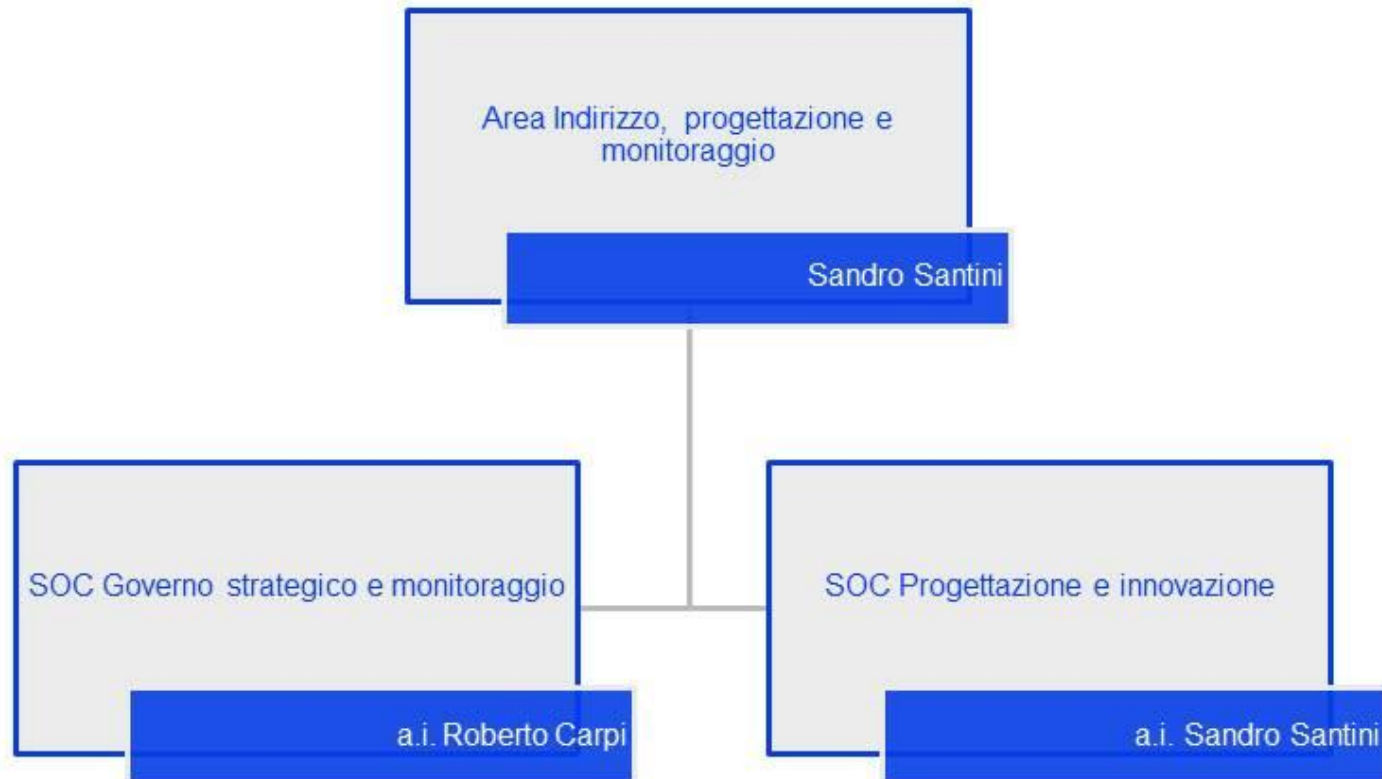 Area Indirizzo, progettazione e
monitoraggio
Sandro Santini
SOC Governo strategico e monitoraggio
a.i. Roberto Carpi
SOC Progettazione e innovazione
a.i. Sandro Santini